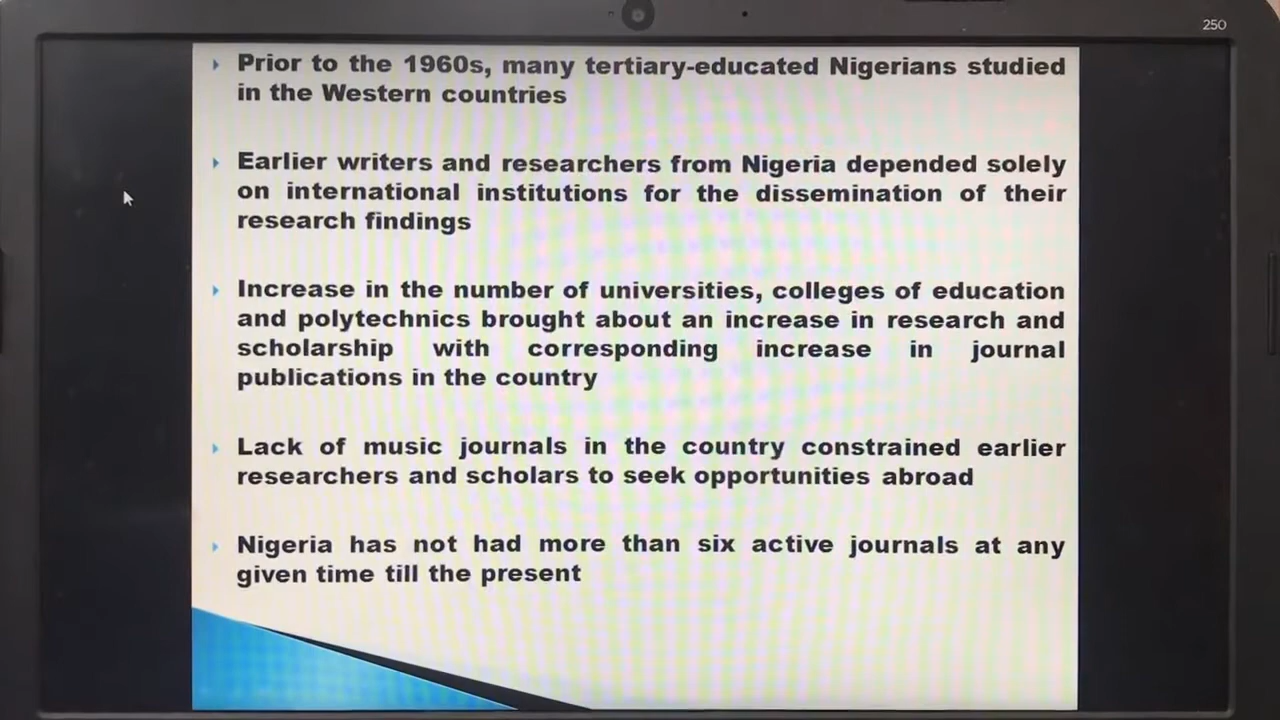 250
Prior to the 1960s, many tertiary-educated Nigerians studied
in the Western countries
Earlier writers and researchers from Nigeria depended solely
on international institutions for the dissemination of their
research findings
Increase in the number of universities, colleges of education
and polytechnics brought about an increase in research and
scholarship with corresponding increase in journal
publications in the country
Lack of music journals in the country constrained earlier
researchers and scholars to seek opportunities abroad
Nigeria has not had more than six active journals at any
given time till the present